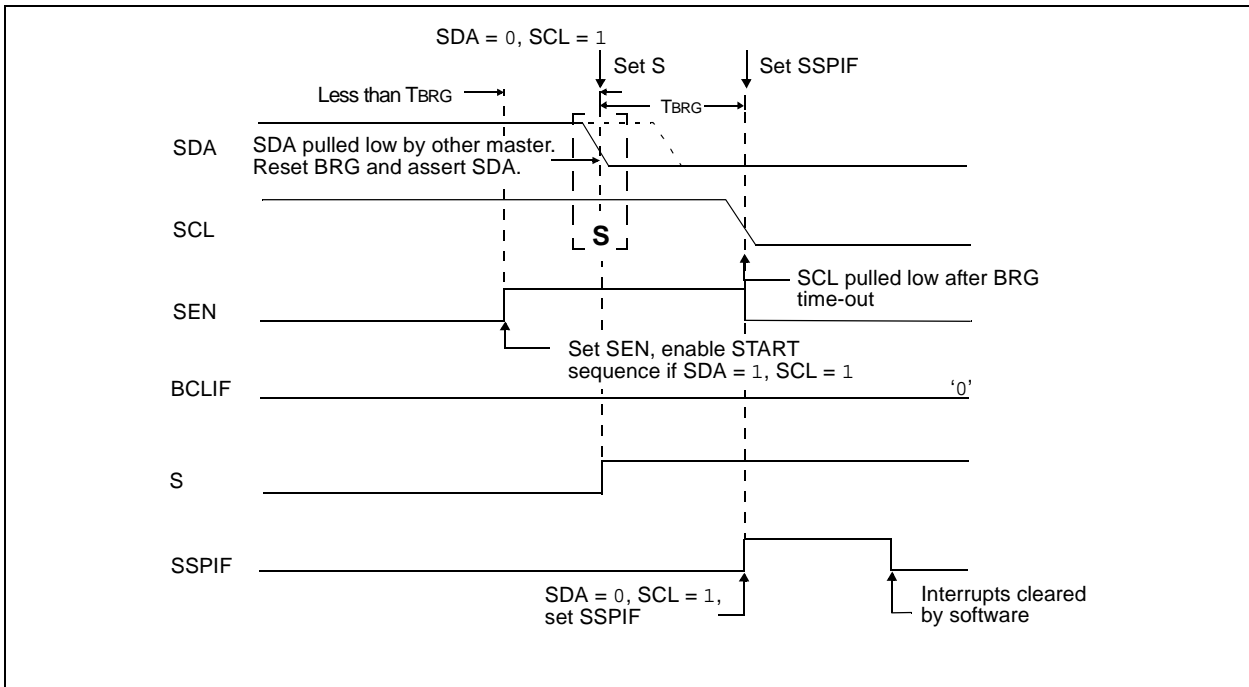 SDA = 0, SCL = 1
Set S
Set SSPIF
Less than TBRG
TBRG
SDA
SDA pulled low by other master.
Reset BRG and assert SDA.
SCL
S
SCL pulled low after BRG
time-out
SEN
Set SEN, enable START
sequence if SDA = 1, SCL = 1
BCLIF
‘0’
S
SSPIF
SDA = 0, SCL = 1,
set SSPIF
Interrupts cleared
by software